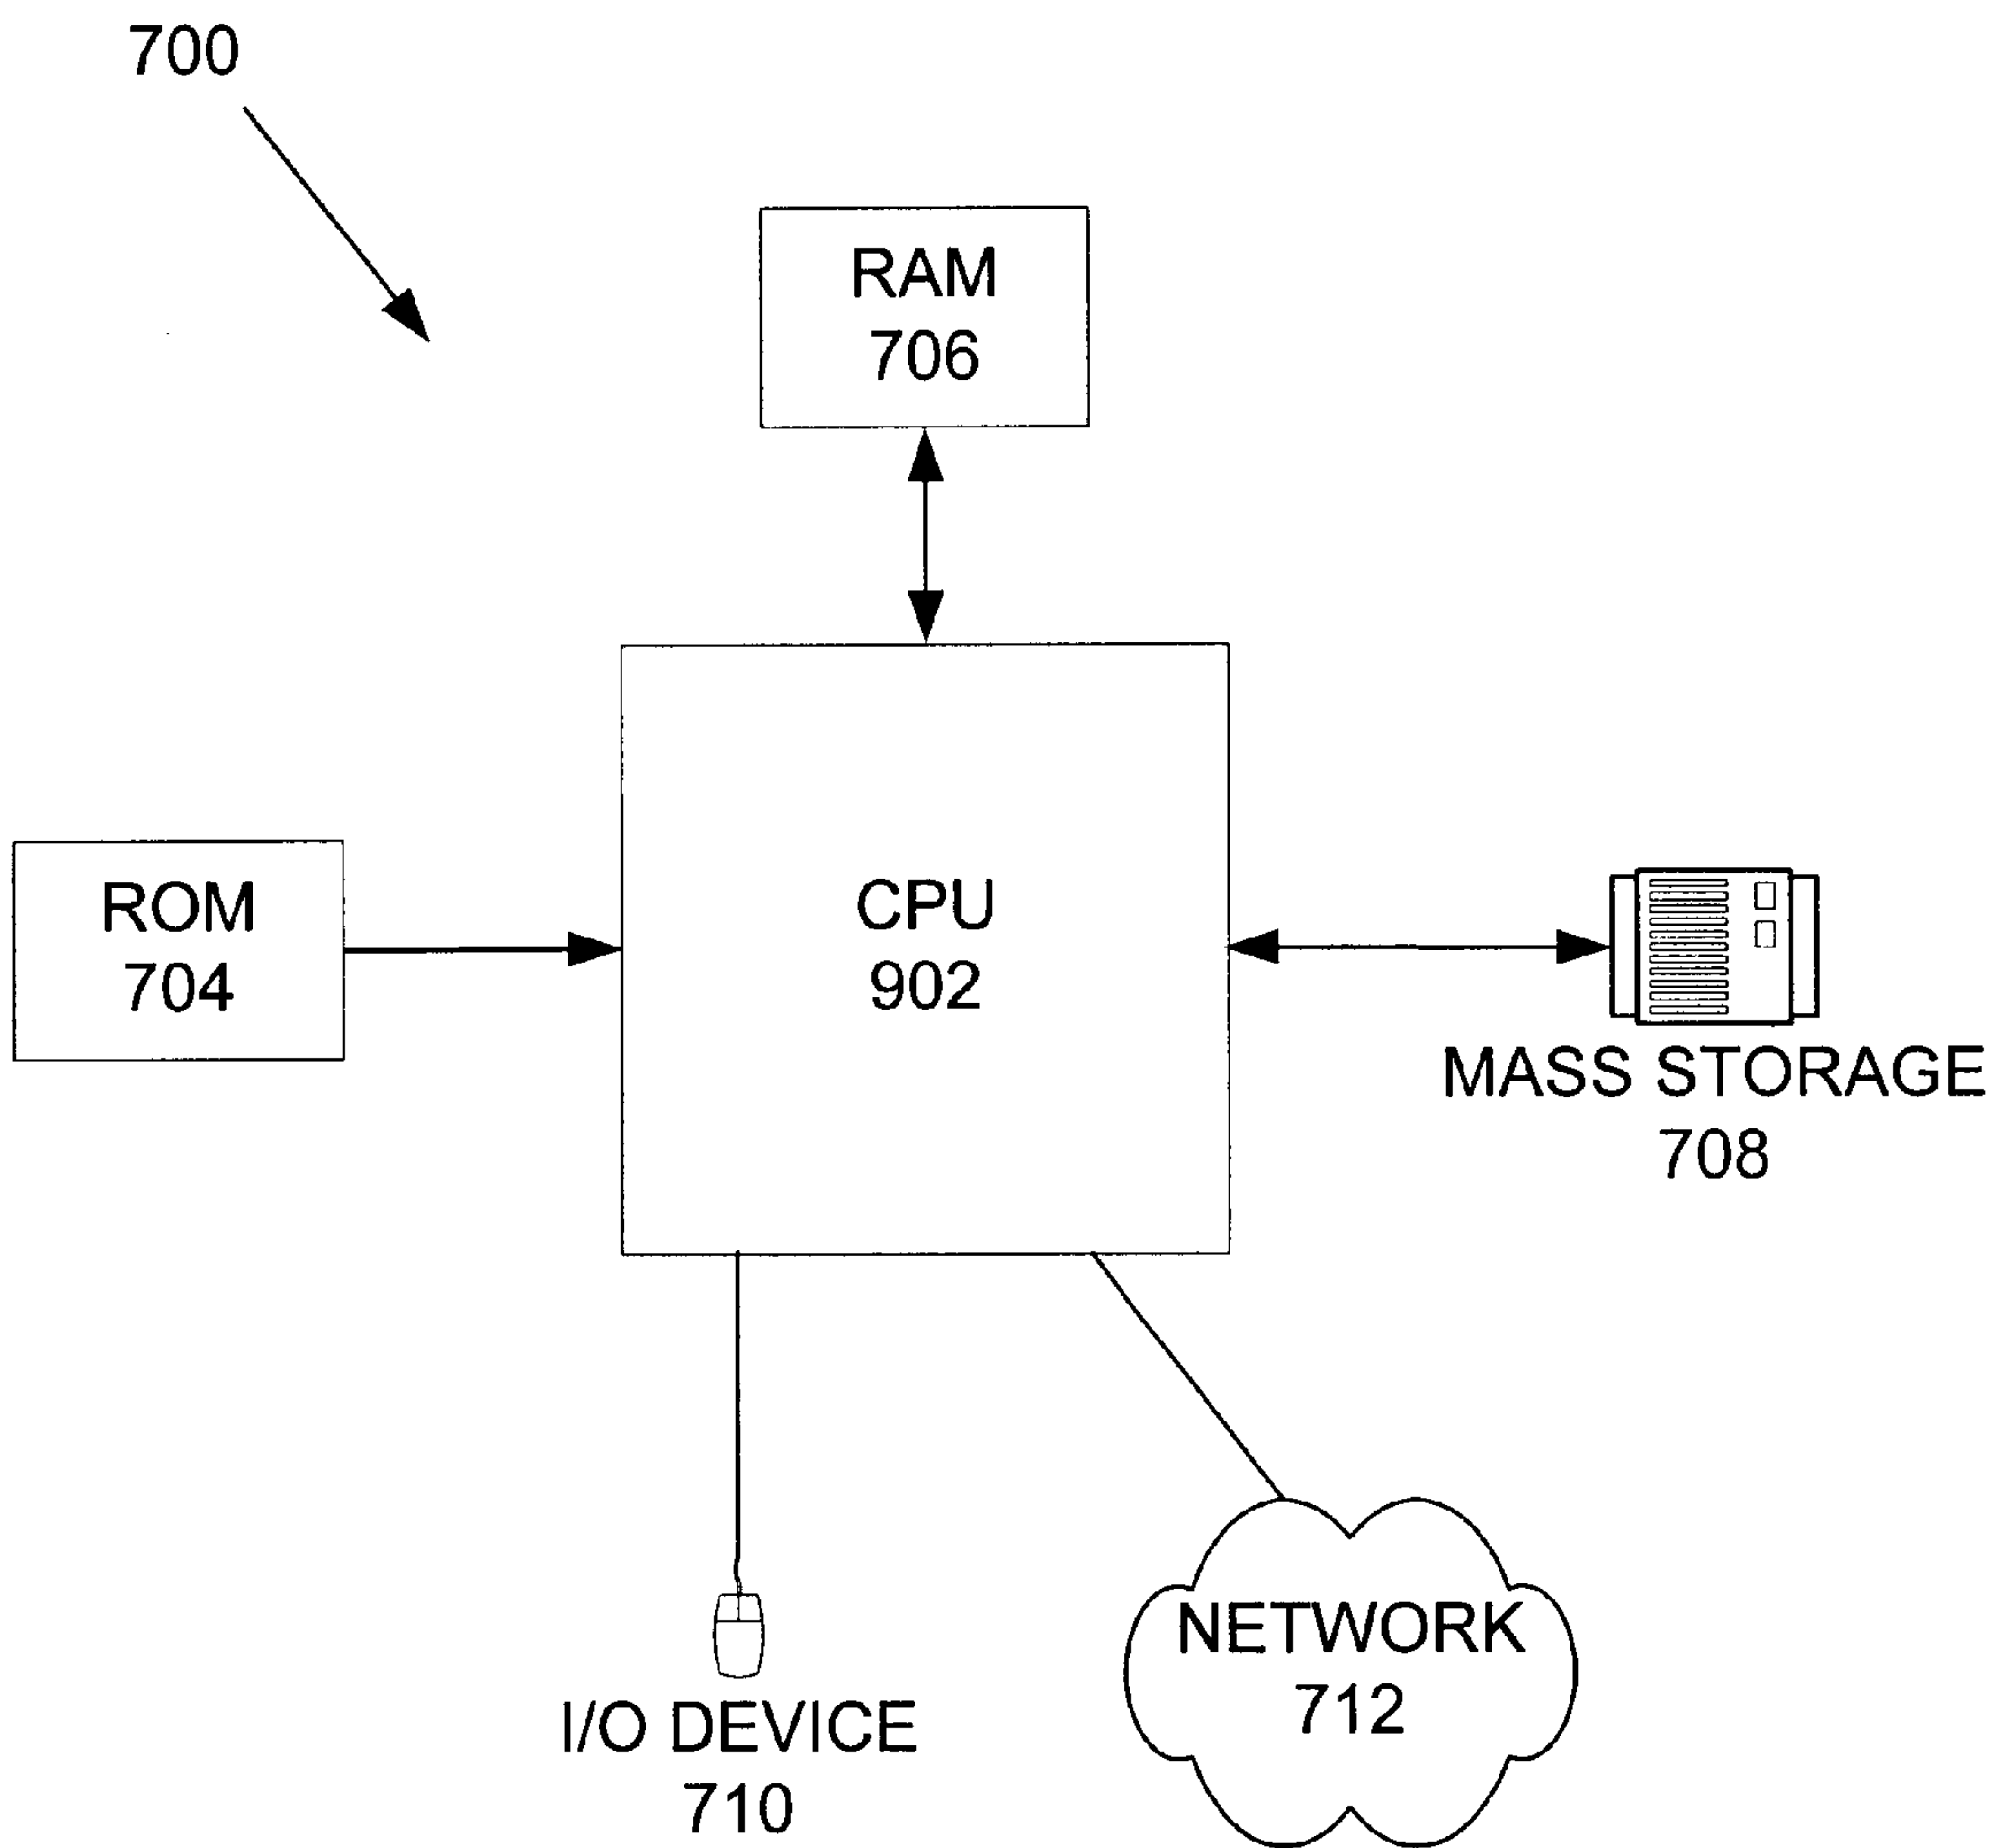 700
RAM
706
ROM
704
CPU
902
MASS STORAGE
708
I/O DEVICE
710
NETWORK
712